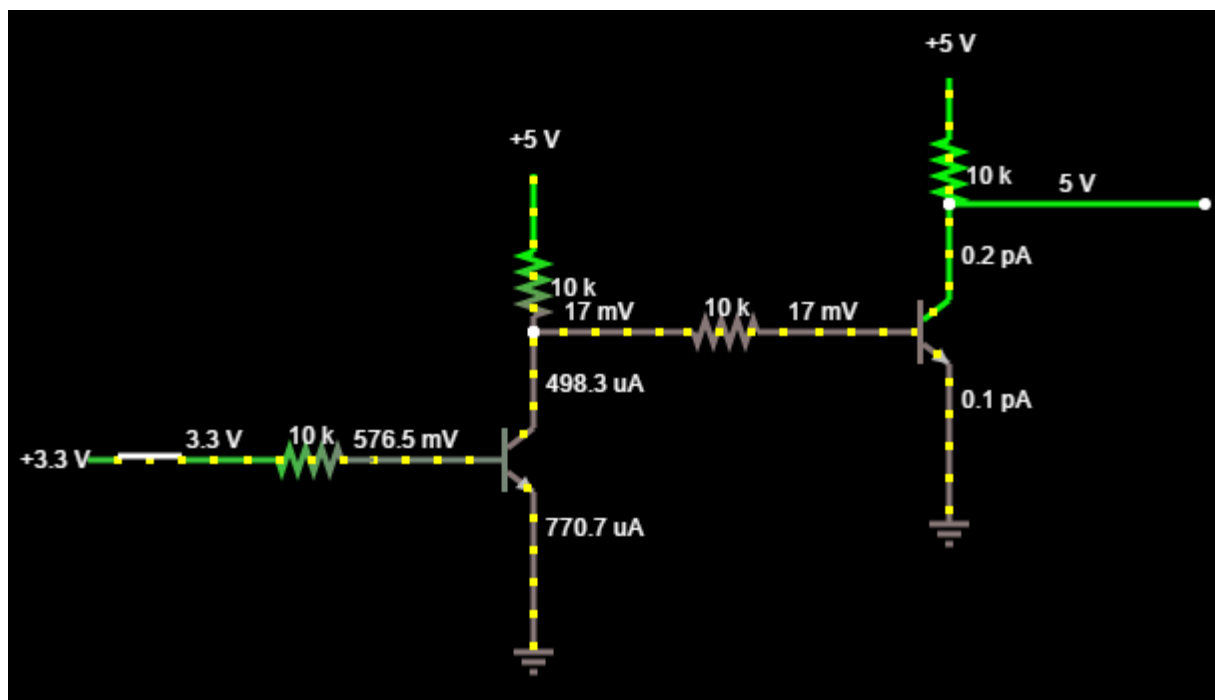 +5 V
+5 V
10 k
5 V
0.2 pA
10 k
17 mV
10 k
17 mV
498.3 uA
0.1 pA
+3.3 V
3.3 V
10 k
576.5 mV
770.7 uA